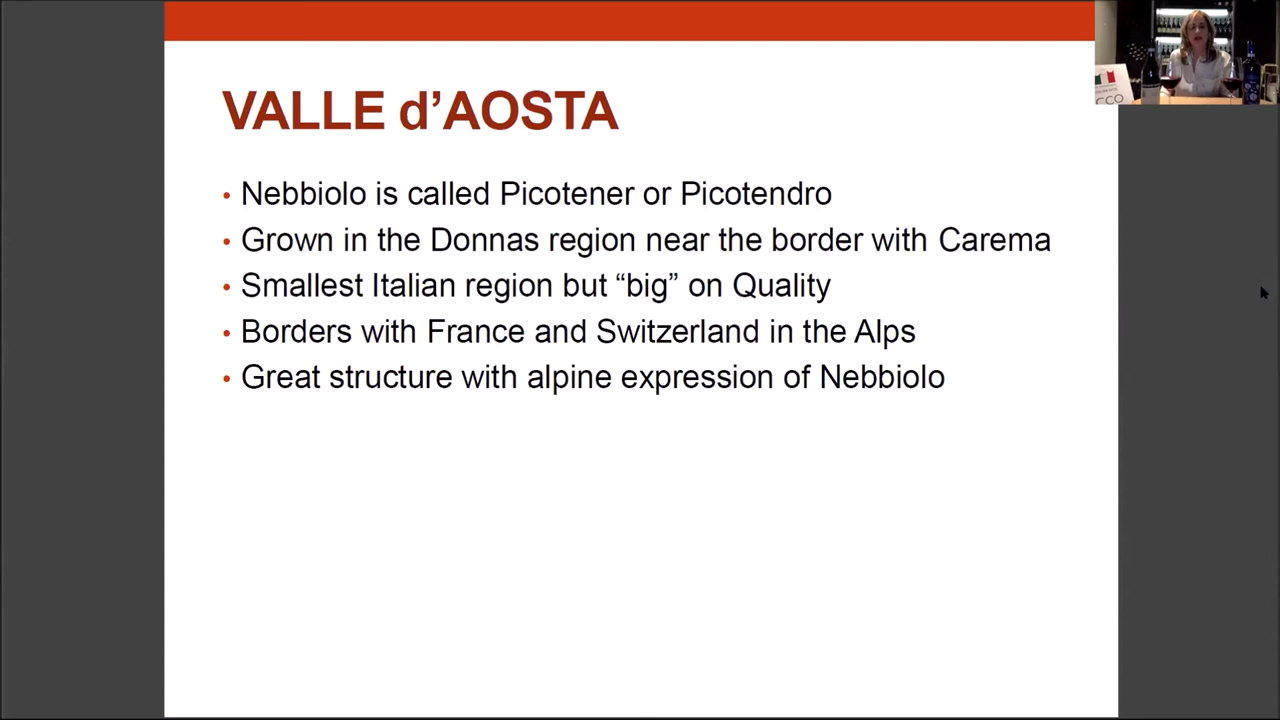 VALLE d’AOSTA
• Nebbiolo is called Picotener or Picotendro
• Grown in the Donnas region near the border with Carema
• Smallest Italian region but “big” on Quality
• Borders with France and Switzerland in the Alps
• Great structure with alpine expression of Nebbiolo